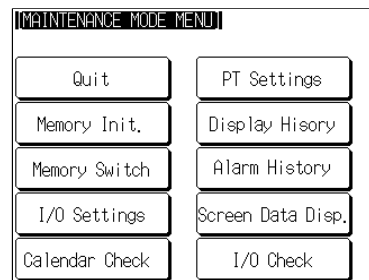 [MAINTENANCE MODE MENU]
Quit
PT Settings
Memory Init.
Display Hisory
Memory Switch
Alarm History
I/O Settings
Screen Data Disp.
Calendar Check
I/O Check